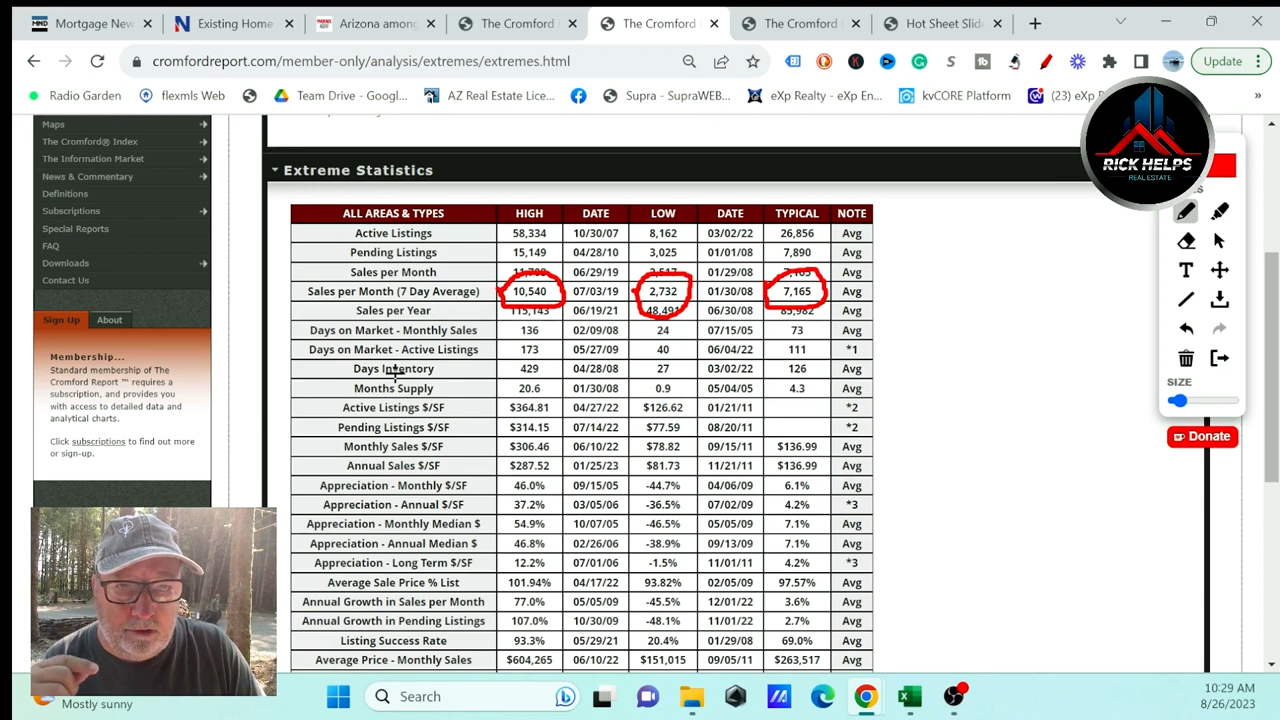 Mortgage New
Existing Home
Arizona among
The Cromford
The Cromford
The Cromford
Hot Sheet Slid
cromfordreport.com/member-only/analysis/extremes/extremes.html
Update
Radio Garden
flexmls Web
Team Drive - Googl...
AZ Real Estate Lice...
Supra - SupraWEB...
eXp Realty - eXp En...
kvCORE Platform
(23) eXp R
RICK HELPS
REAL ESTATE
Maps
The Cromford® Index
The Information Market
News & Commentary
Definitions
Subscriptions
Special Reports
FAQ
Downloads
Contact Us
Sign Up About
Membership...
Standard membership of The
Cromford Report ™ requires a
subscription, and provides you
with access to detailed data and
analytical charts.
Click subscriptions to find out more
or sign-up.
Extreme Statistics
ALL AREAS & TYPES HIGH DATE LOW DATE TYPICAL NOTE
Active Listings 58,334 10/30/07 8,162 03/02/22 26,856 Avg
Pending Listings 15,149 04/28/10 3,025 01/01/08 7,890 Avg
Sales per Month 06/29/19 01/29/08 Avg
Sales per Month (7 Day Average) 10,540 07/03/19 2,732 01/30/08 7,165 Avg
Sales per Year 115,143 06/19/21 48,491 06/30/08 85,982 Avg
Days on Market - Monthly Sales 136 02/09/08 24 07/15/05 73 Avg
Days on Market - Active Listings 173 05/27/09 40 06/04/22 111 *1
Days Inventory 429 04/28/08 27 03/02/22 126 Avg
Months Supply 20.6 01/30/08 0.9 05/04/05 4.3 Avg
Active Listings $/SF $364.81 04/27/22 $126.62 01/21/11 *2
Pending Listings $/SF $314.15 07/14/22 $77.59 08/20/11 *2
Monthly Sales $/SF $306.46 06/10/22 $78.82 09/15/11 $136.99 Avg
Annual Sales $/SF $287.52 01/25/23 $81.73 11/21/11 $136.99 Avg
Appreciation - Monthly $/SF 46.0% 09/15/05 -44.7% 04/06/09 6.1% Avg
Appreciation - Annual $/SF 37.2% 03/05/06 -36.5% 07/02/09 4.2% *3
Appreciation - Monthly Median $ 54.9% 10/07/05 -46.5% 05/05/09 7.1% Avg
Appreciation - Annual Median $ 46.8% 02/26/06 -38.9% 09/13/09 7.1% Avg
Appreciation - Long Term $/SF 12.2% 07/01/06 -1.5% 11/01/11 4.2% *3
Average Sale Price % List 101.94% 04/17/22 93.82% 02/05/09 97.57% Avg
Annual Growth in Sales per Month 77.0% 05/05/09 -45.5% 12/01/22 3.6% Avg
Annual Growth in Pending Listings 107.0% 10/30/09 -48.1% 11/01/22 2.7% Avg
Listing Success Rate 93.3% 05/29/21 20.4% 01/29/08 69.0% Avg
Average Price - Monthly Sales $604,265 06/10/22 $151,015 09/05/11 $263,517 Avg
SIZE
Donate
Mostly sunny
Search
10:29 AM
8/26/2023